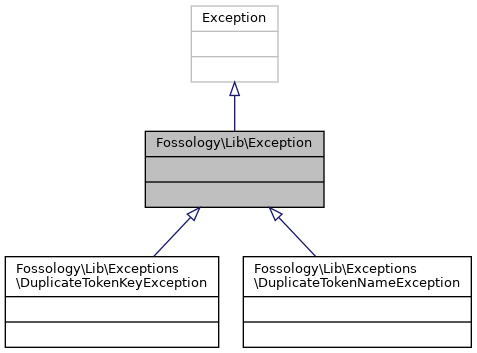 Exception
Fossology\Lib\Exception
Fossology\Lib\Exceptions
\DuplicateTokenKeyException
Fossology\Lib\Exceptions
\DuplicateTokenNameException